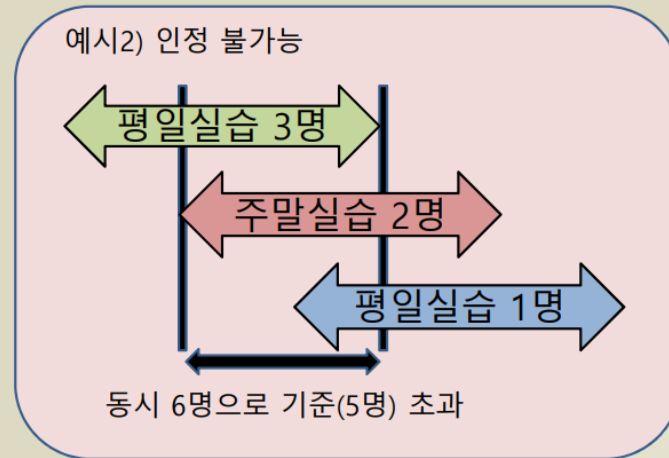 예시2) 인정 불가능
평일실습 3명
주말실습 2명
평일실습 1명
동시 6명으로 기준(5명) 초과